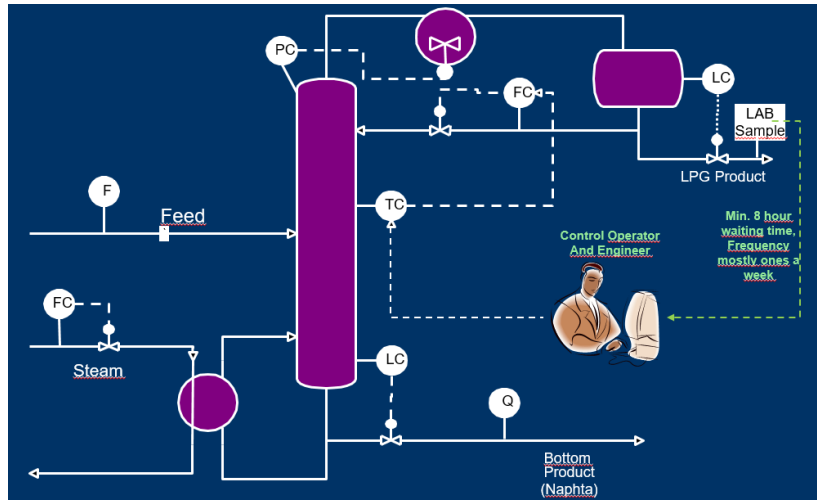 PC
LC
FC
LAB
Sample
LPG Product
F
Feed
TC
Control Operator
And Engineer
Min. 8 hour
waiting time,
Frequency
mostly ones a
week
FC
Steam
LC
Q
Bottom
Product
(Naphta)